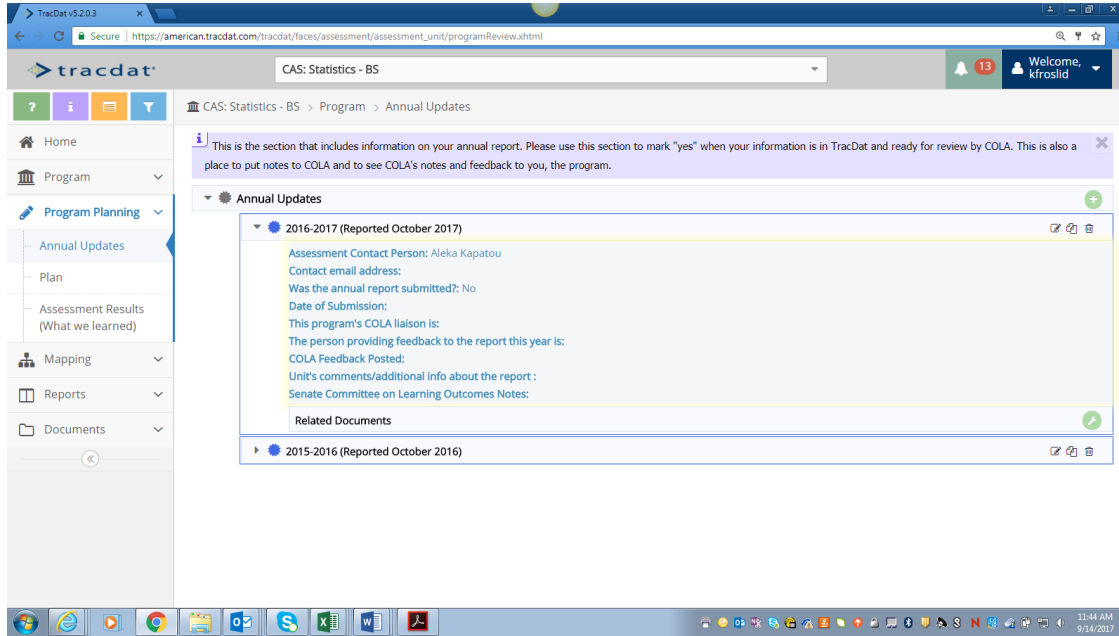 TracDat v5.2.0.3
Secure https://american.tracdat.com/tracdat/faces/assessment/assessment_unit/programReview.xhtml
tracdat
CAS: Statistics - BS
13
Welcome,
kfroslid
CAS: Statistics - BS > Program > Annual Updates
Home
Program
Program Planning
Annual Updates
Plan
Assessment Results
(What we learned)
Mapping
Reports
Documents
This is the section that includes information on your annual report. Please use this section to mark "yes" when your information is in TracDat and ready for review by COLA. This is also a
place to put notes to COLA and to see COLA's notes and feedback to you, the program.
Annual Updates
2016-2017 (Reported October 2017)
Assessment Contact Person: Aleka Kapatou
Contact email address:
Was the annual report submitted?: No
Date of Submission:
This program's COLA liaison is:
The person providing feedback to the report this year is:
COLA Feedback Posted:
Unit's comments/additional info about the report :
Senate Committee on Learning Outcomes Notes:
Related Documents
2015-2016 (Reported October 2016)
11:44 AM
9/14/2017